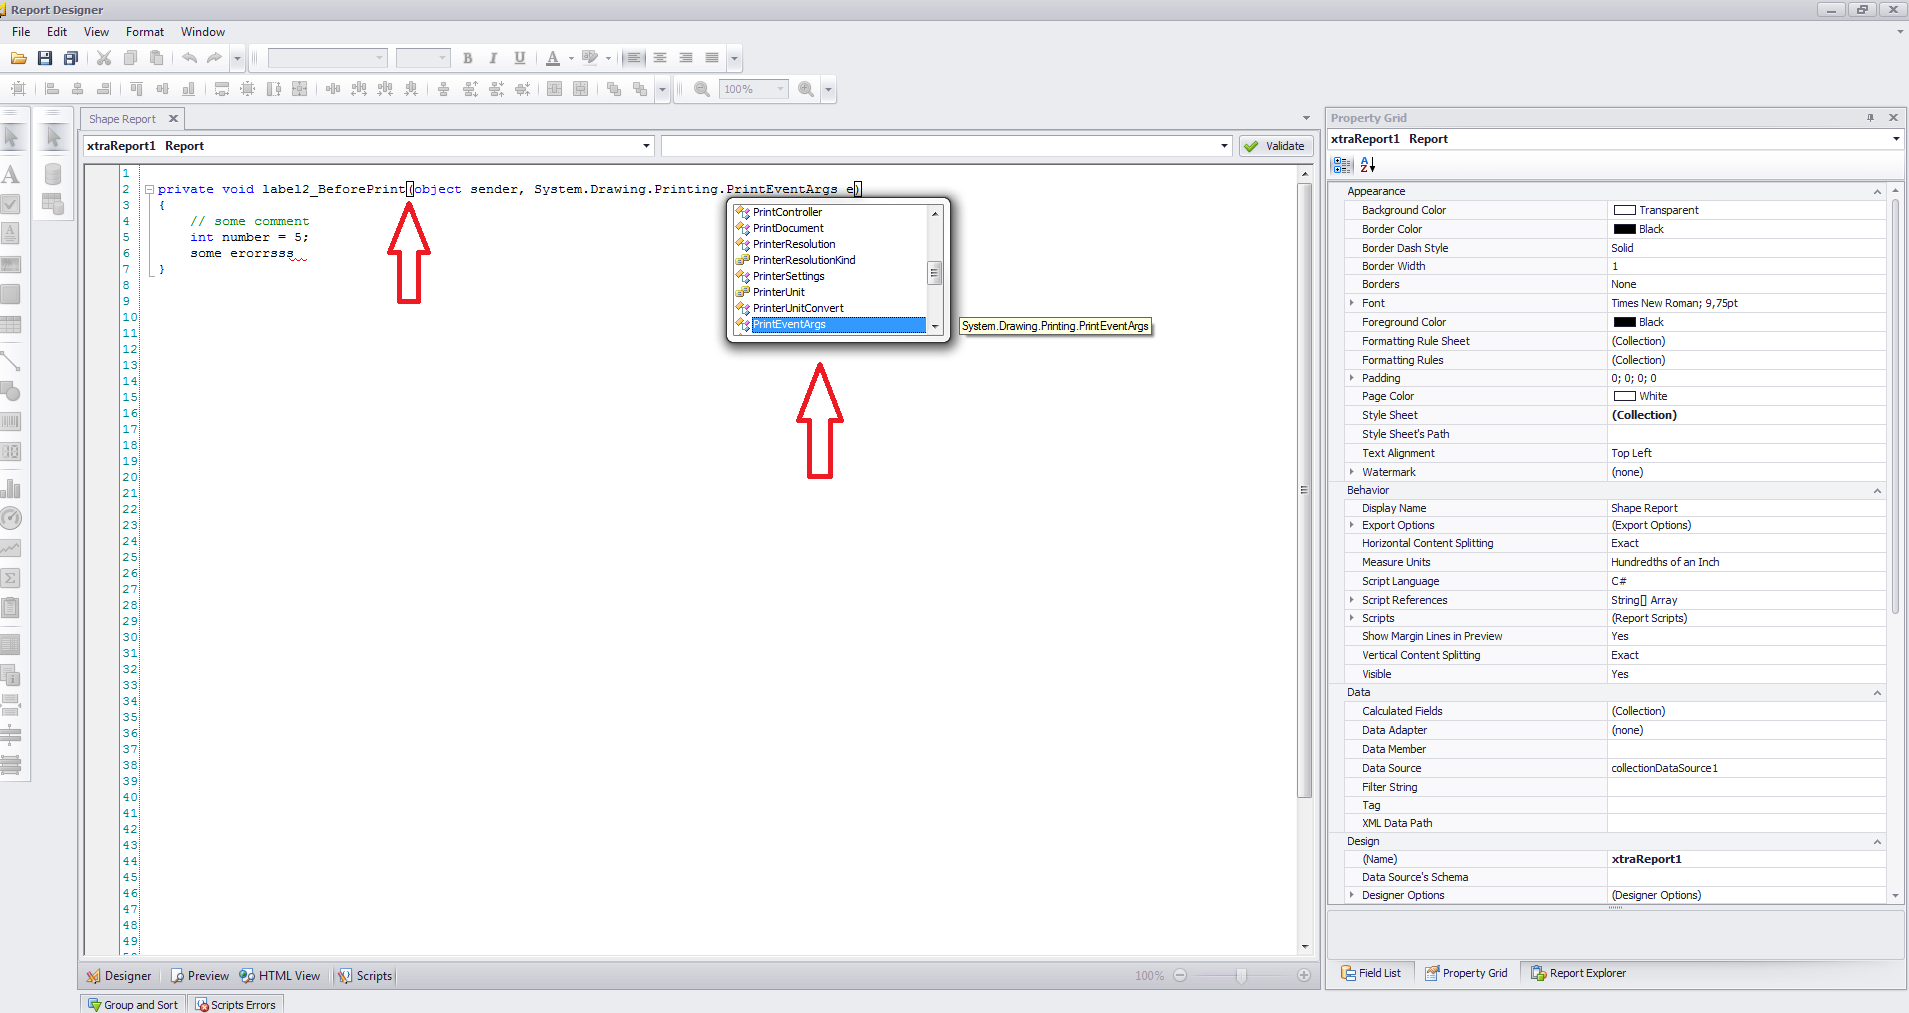 Report Designer
File Edit View Format Window
B I U A
100%
Shape Report
xtraReport1 Report
Validate
1
2 private void label2_BeforePrint(object sender, System.Drawing.Printing.PrintEventArgs e)
3 {
4 // some comment
5 int number = 5;
6 some erorrsss
7 }
8
9
10
11
12
13
14
15
16
17
18
19
20
21
22
23
24
25
26
27
28
29
30
31
32
33
34
35
36
37
38
39
40
41
42
43
44
45
46
47
48
49
PrintController
PrintDocument
PrinterResolution
PrinterResolutionKind
PrinterSettings
PrinterUnit
PrinterUnitConvert
PrintEventArgs
System.Drawing.Printing.PrintEventArgs
Designer Preview HTML View Scripts 100%
Group and Sort Scripts Errors
Property Grid
xtraReport1 Report
Appearance
Background Color Transparent
Border Color Black
Border Dash Style Solid
Border Width 1
Borders None
Font Times New Roman; 9,75pt
Foreground Color Black
Formatting Rule Sheet (Collection)
Formatting Rules (Collection)
Padding 0; 0; 0; 0
Page Color White
Style Sheet (Collection)
Style Sheet's Path
Text Alignment Top Left
Watermark (none)
Behavior
Display Name Shape Report
Export Options (Export Options)
Horizontal Content Splitting Exact
Measure Units Hundredths of an Inch
Script Language C#
Script References String[] Array
Scripts (Report Scripts)
Show Margin Lines in Preview Yes
Vertical Content Splitting Exact
Visible Yes
Data
Calculated Fields (Collection)
Data Adapter (none)
Data Member
Data Source collectionDataSource1
Filter String
Tag
XML Data Path
Design
(Name) xtraReport1
Data Source's Schema
Designer Options (Designer Options)
Field List Property Grid Report Explorer